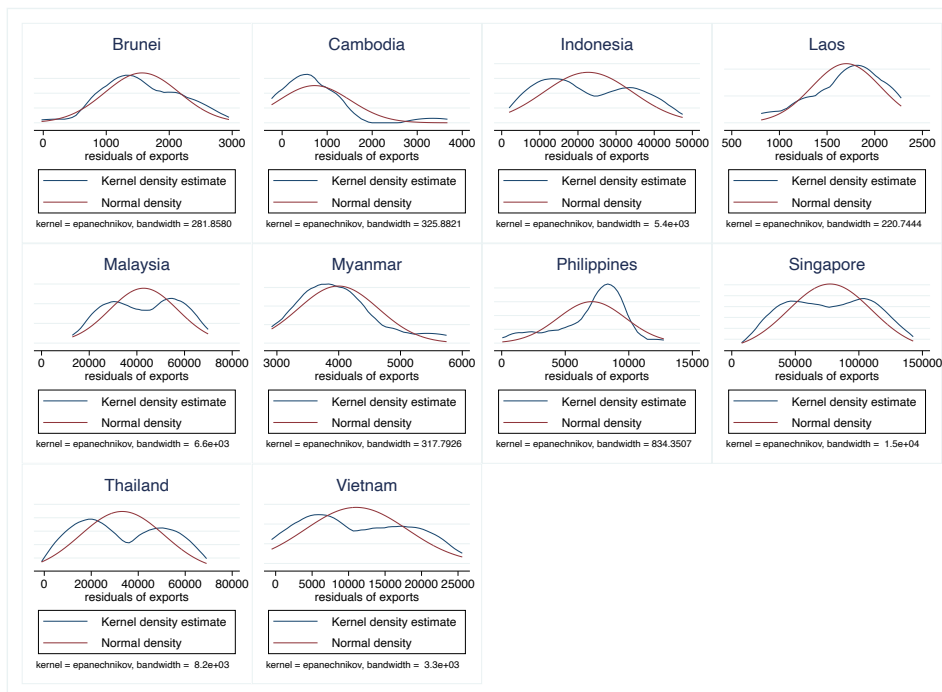 Brunei
0 1000 2000 3000
residuals of exports
Kernel density estimate
Normal density
kernel = epanechnikov, bandwidth = 281.8580
Cambodia
0 1000 2000 3000 4000
residuals of exports
Kernel density estimate
Normal density
kernel = epanechnikov, bandwidth = 325.8821
Indonesia
0 10000 20000 30000 40000 50000
residuals of exports
Kernel density estimate
Normal density
kernel = epanechnikov, bandwidth = 5.4e+03
Laos
500 1000 1500 2000 2500
residuals of exports
Kernel density estimate
Normal density
kernel = epanechnikov, bandwidth = 220.7444
Malaysia
0 20000 40000 60000 80000
residuals of exports
Kernel density estimate
Normal density
kernel = epanechnikov, bandwidth = 6.6e+03
Myanmar
3000 4000 5000 6000
residuals of exports
Kernel density estimate
Normal density
kernel = epanechnikov, bandwidth = 317.7926
Philippines
0 5000 10000 15000
residuals of exports
Kernel density estimate
Normal density
kernel = epanechnikov, bandwidth = 834.3507
Singapore
0 50000 100000 150000
residuals of exports
Kernel density estimate
Normal density
kernel = epanechnikov, bandwidth = 1.5e+04
Thailand
0 20000 40000 60000 80000
residuals of exports
Kernel density estimate
Normal density
kernel = epanechnikov, bandwidth = 8.2e+03
Vietnam
0 5000 10000 15000 20000 25000
residuals of exports
Kernel density estimate
Normal density
kernel = epanechnikov, bandwidth = 3.3e+03